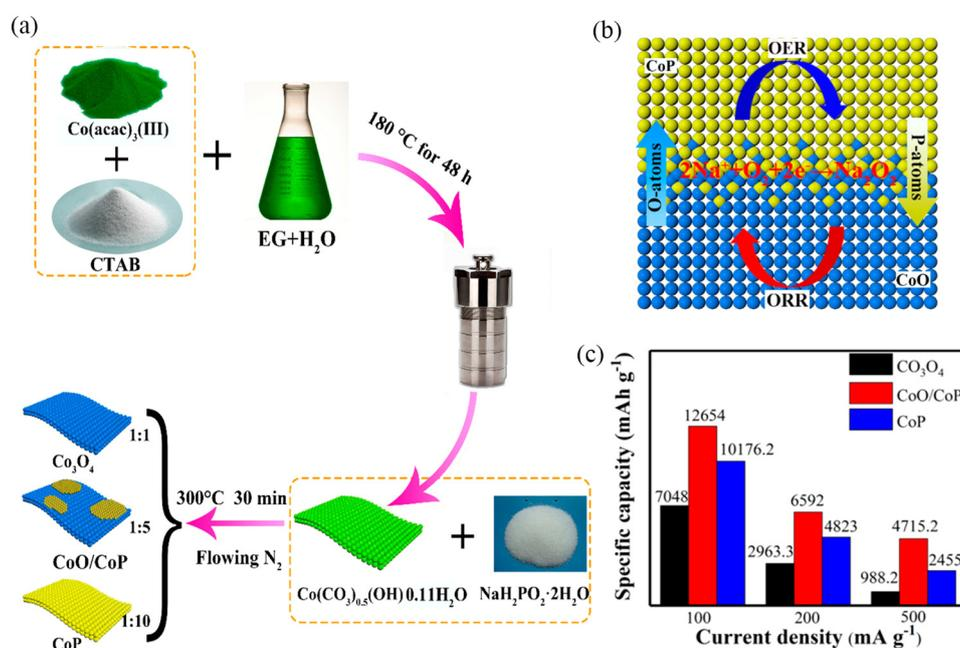 (a)
Co(acac)₃(III)
+
CTAB
+
EG+H₂O
180 °C for 48 h
Co₃O₄
1:1
CoO/CoP
1:5
CoP
1:10
300°C 30 min
Flowing N₂
Co(CO₃)₀.₅(OH) 0.11H₂O
+
NaH₂PO₂·2H₂O
(b)
CoP
OER
O-atoms
2Na⁺+O₂+2e⁻→Na₂O₂
P-atoms
CoO
ORR
(c)
Specific capacity (mAh g⁻¹)
CO₃O₄
CoO/CoP
CoP
12654
10176.2
7048
6592
4823
2963.3
4715.2
2455
988.2
100
200
500
Current density (mA g⁻¹)